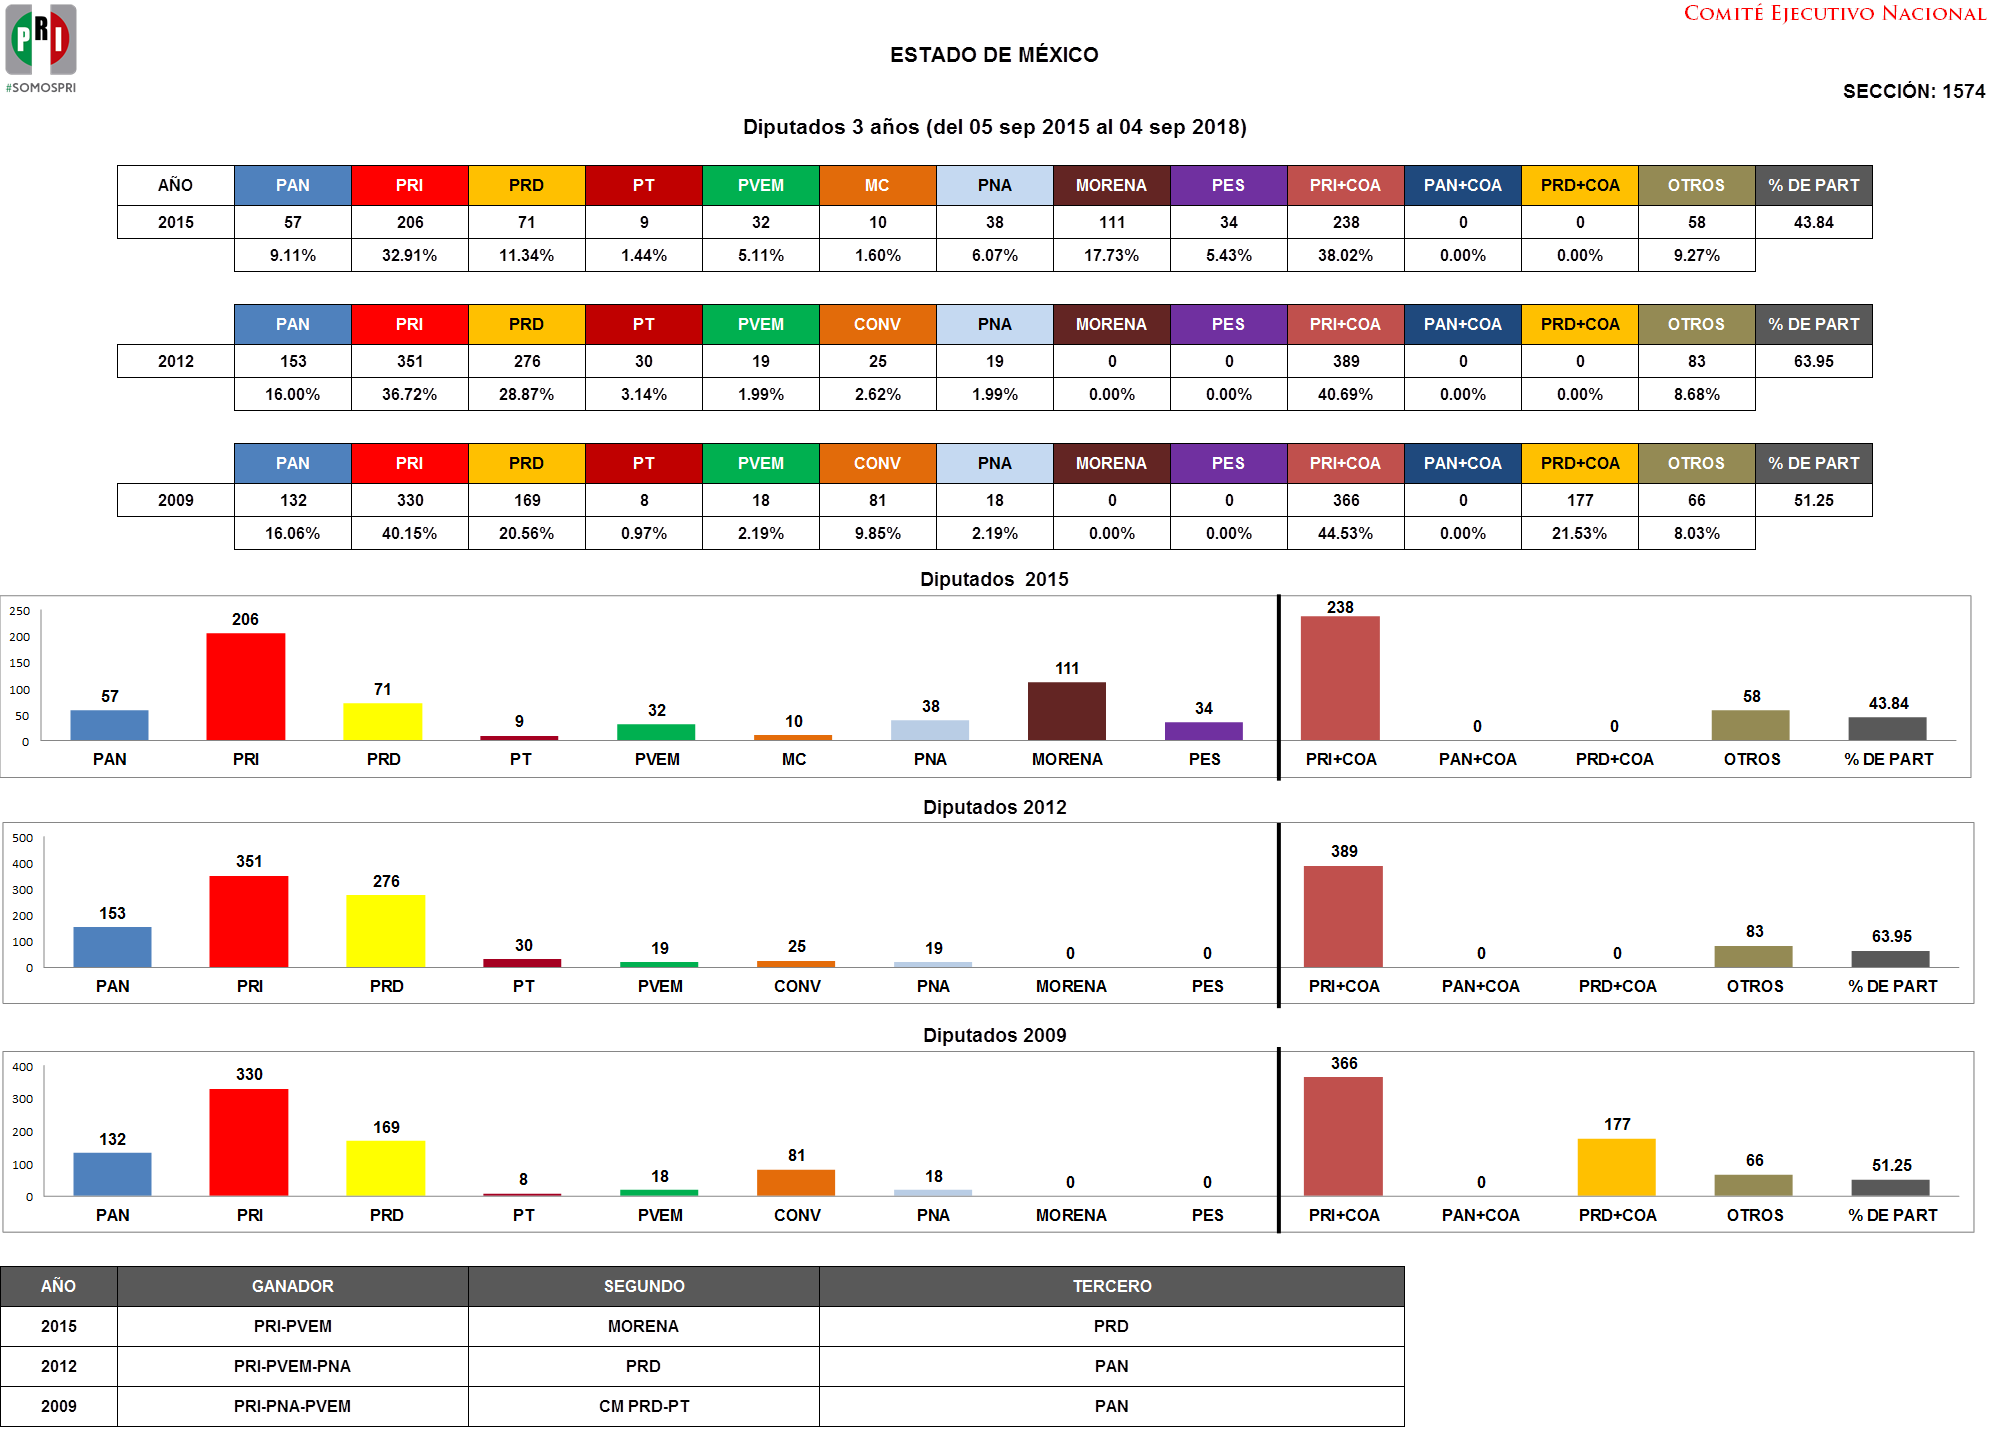 PRI
#SOMOSPRI
COMITÉ EJECUTIVO NACIONAL
ESTADO DE MÉXICO
SECCIÓN: 1574
Diputados 3 años (del 05 sep 2015 al 04 sep 2018)
AÑO PAN PRI PRD PT PVEM MC PNA MORENA PES PRI+COA PAN+COA PRD+COA OTROS % DE PART
2015 57 206 71 9 32 10 38 111 34 238 0 0 58 43.84
9.11% 32.91% 11.34% 1.44% 5.11% 1.60% 6.07% 17.73% 5.43% 38.02% 0.00% 0.00% 9.27%
PAN PRI PRD PT PVEM CONV PNA MORENA PES PRI+COA PAN+COA PRD+COA OTROS % DE PART
2012 153 351 276 30 19 25 19 0 0 389 0 0 83 63.95
16.00% 36.72% 28.87% 3.14% 1.99% 2.62% 1.99% 0.00% 0.00% 40.69% 0.00% 0.00% 8.68%
PAN PRI PRD PT PVEM CONV PNA MORENA PES PRI+COA PAN+COA PRD+COA OTROS % DE PART
2009 132 330 169 8 18 81 18 0 0 366 0 177 66 51.25
16.06% 40.15% 20.56% 0.97% 2.19% 9.85% 2.19% 0.00% 0.00% 44.53% 0.00% 21.53% 8.03%
Diputados 2015
250
200
150
100
50
0
57 206 71 9 32 10 38 111 34 238 0 0 58 43.84
PAN PRI PRD PT PVEM MC PNA MORENA PES PRI+COA PAN+COA PRD+COA OTROS % DE PART
Diputados 2012
500
400
300
200
100
0
153 351 276 30 19 25 19 0 0 389 0 0 83 63.95
PAN PRI PRD PT PVEM CONV PNA MORENA PES PRI+COA PAN+COA PRD+COA OTROS % DE PART
Diputados 2009
400
300
200
100
0
132 330 169 8 18 81 18 0 0 366 0 177 66 51.25
PAN PRI PRD PT PVEM CONV PNA MORENA PES PRI+COA PAN+COA PRD+COA OTROS % DE PART
AÑO GANADOR SEGUNDO TERCERO
2015 PRI-PVEM MORENA PRD
2012 PRI-PVEM-PNA PRD PAN
2009 PRI-PNA-PVEM CM PRD-PT PAN